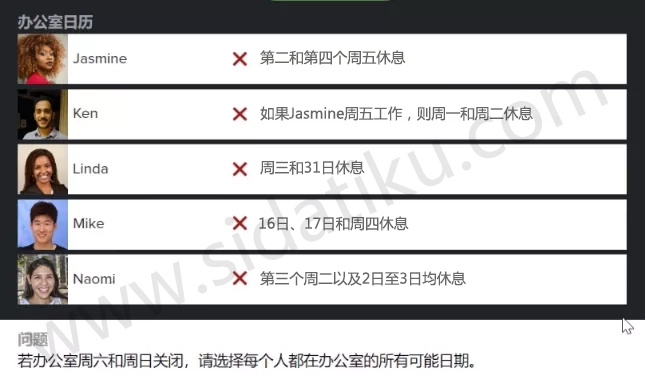 办公室日历
Jasmine 第二和第四个周五休息
Ken 如果Jasmine周五工作，则周一和周二休息
Linda 周三和31日休息
Mike 16日、17日和周四休息
Naomi 第三个周二以及2日至3日均休息
问题
若办公室周六和周日关闭，请选择每个人都在办公室的所有可能日期。
www.sidatiku.com